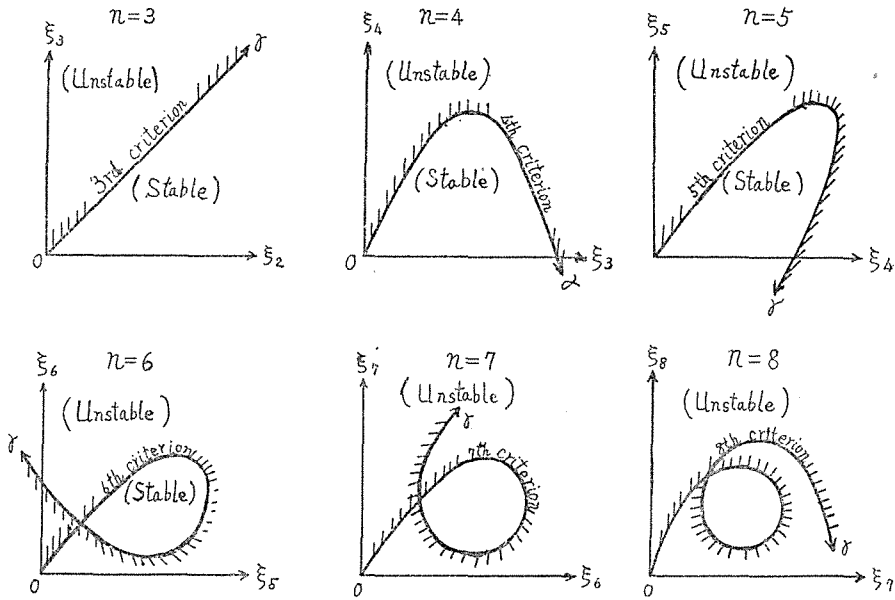 n=3
ξ3
γ
(Unstable)
3rd criterion
(Stable)
0
ξ2
n=4
ξ4
(Unstable)
4th criterion
(Stable)
0
ξ3
α
n=5
ξ5
(Unstable)
5th criterion
(Stable)
0
ξ4
γ
n=6
ξ6
(Unstable)
γ
6th criterion
(Stable)
0
ξ5
n=7
ξ7
(Unstable)
γ
7th criterion
0
ξ6
n=8
ξ8
(Unstable)
8th criterion
γ
0
ξ7